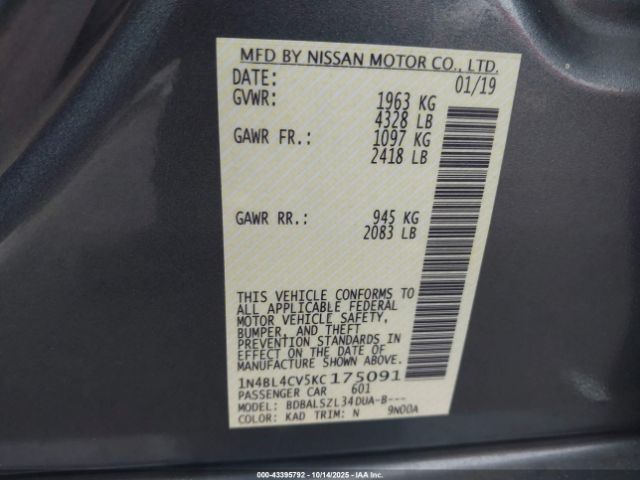 MFD BY NISSAN MOTOR CO., LTD.
DATE: 01/19
GVWR: 1963 KG
4328 LB
GAWR FR.: 1097 KG
2418 LB
GAWR RR.: 945 KG
2083 LB
THIS VEHICLE CONFORMS TO
ALL APPLICABLE FEDERAL
MOTOR VEHICLE SAFETY,
BUMPER, AND THEFT
PREVENTION STANDARDS IN
EFFECT ON THE DATE OF
MANUFACTURE SHOWN ABOVE.
1N4BL4CV5KC175091
PASSENGER CAR 601
MODEL: BDBALSZL34DUA-B---
COLOR: KAD TRIM: N 9N00A
000-43395792 - 10/14/2025 - IAAI.COM